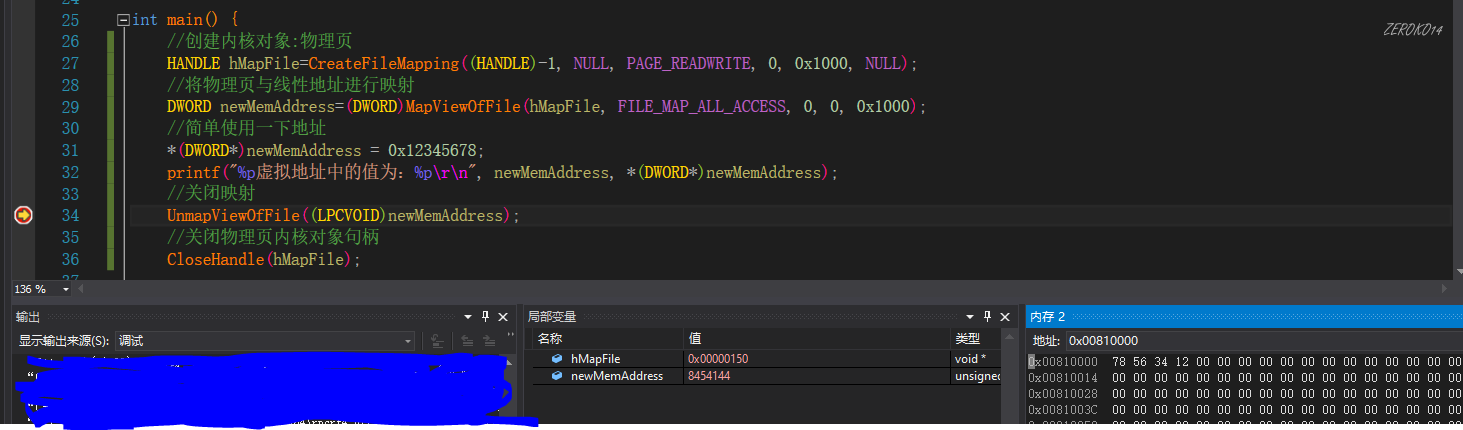 25 int main() {
ZEROKO14
26 //创建内核对象:物理页
27 HANDLE hMapFile=CreateFileMapping((HANDLE)-1, NULL, PAGE_READWRITE, 0, 0x1000, NULL);
28 //将物理页与线性地址进行映射
29 DWORD newMemAddress=(DWORD)MapViewOfFile(hMapFile, FILE_MAP_ALL_ACCESS, 0, 0, 0x1000);
30 //简单使用一下地址
31 *(DWORD*)newMemAddress = 0x12345678;
32 printf("%p虚拟地址中的值为: %p\r\n", newMemAddress, *(DWORD*)newMemAddress);
33 //关闭映射
34 UnmapViewOfFile((LPCVOID)newMemAddress);
35 //关闭物理页内核对象句柄
36 CloseHandle(hMapFile);
136 %
输出
显示输出来源(S): 调试
局部变量
名称 值 类型
hMapFile 0x00000150 void *
newMemAddress 8454144 unsigned
内存 2
地址: 0x00810000
0x00810000 78 56 34 12 00 00 00 00 00 00 00 00 00 00 00 00 00 00
0x00810014 00 00 00 00 00 00 00 00 00 00 00 00 00 00 00 00 00 00
0x00810028 00 00 00 00 00 00 00 00 00 00 00 00 00 00 00 00 00 00
0x0081003C 00 00 00 00 00 00 00 00 00 00 00 00 00 00 00 00 00 00